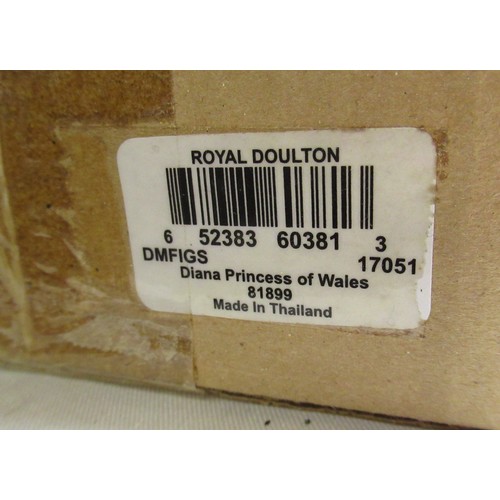 ROYAL DOULTON
6 52383 60381 3
DMFIGS 17051
Diana Princess of Wales
81899
Made In Thailand